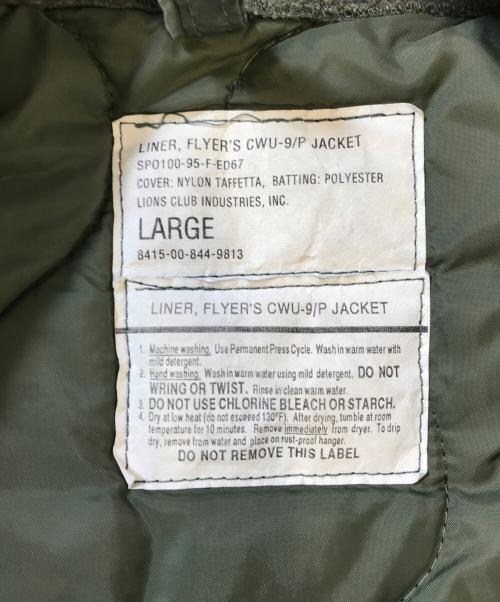 LINER, FLYER'S CWU-9/P JACKET
SPO100-95-F-ED67
COVER: NYLON TAFFETTA, BATTING: POLYESTER
LIONS CLUB INDUSTRIES, INC.
LARGE
8415-00-844-9813
LINER, FLYER'S CWU-9/P JACKET
1. Machine washing. Use Permanent Press Cycle. Wash in warm water with
mild detergent.
2. Hand washing. Wash in warm water using mild detergent. DO NOT
WRING OR TWIST. Rinse in clean warm water.
3. DO NOT USE CHLORINE BLEACH OR STARCH.
4. Dry at low heat (do not exceed 130°F). After drying, tumble at room
temperature for 10 minutes. Remove immediately from dryer. To drip
dry, remove from water and place on rust-proof hanger.
DO NOT REMOVE THIS LABEL